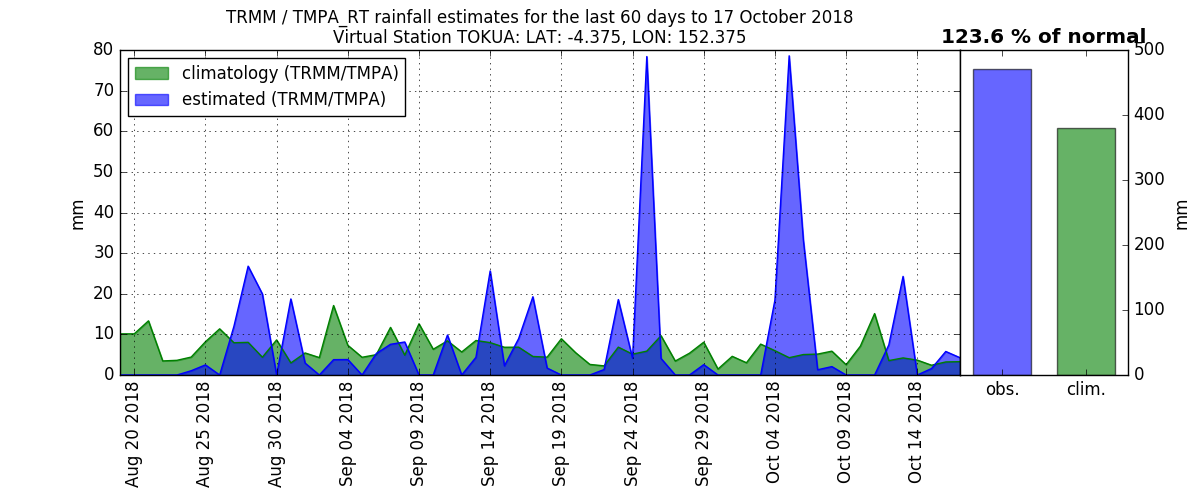 TRMM / TMPA_RT rainfall estimates for the last 60 days to 17 October 2018
Virtual Station TOKUA: LAT: -4.375, LON: 152.375
123.6 % of normal
climatology (TRMM/TMPA)
estimated (TRMM/TMPA)
80
70
60
50
40
30
20
10
0
mm
Aug 20 2018
Aug 25 2018
Aug 30 2018
Sep 04 2018
Sep 09 2018
Sep 14 2018
Sep 19 2018
Sep 24 2018
Sep 29 2018
Oct 04 2018
Oct 09 2018
Oct 14 2018
500
400
300
200
100
0
mm
obs.
clim.